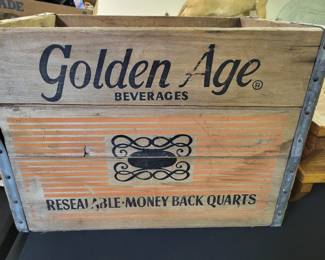 Golden Age®
BEVERAGES
RESEALABLE·MONEY BACK QUARTS